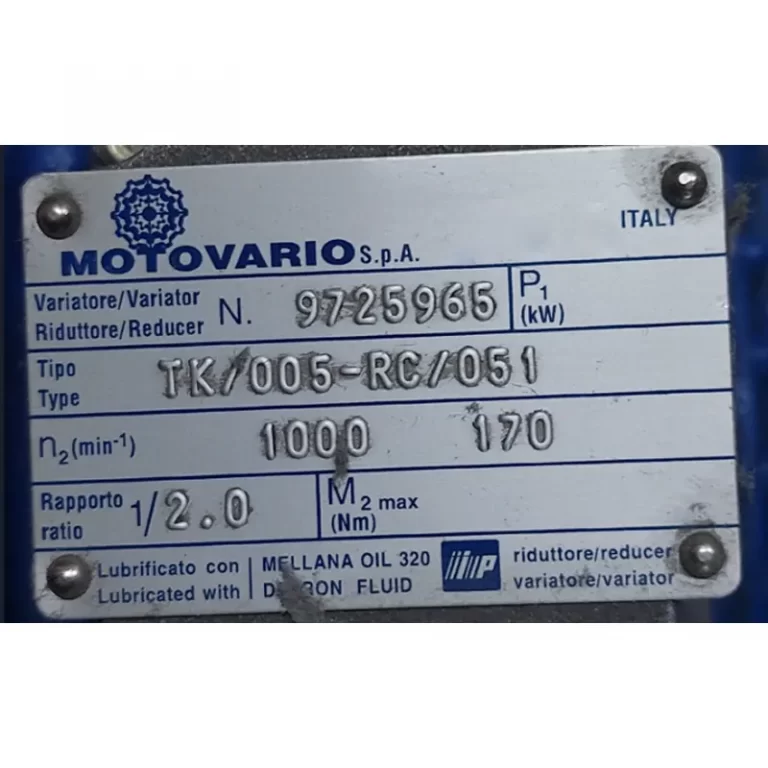 MOTOVARIO S.p.A.
ITALY
Variatore/Variator
Riduttore/Reducer
N. 9725965
P1
(kW)
Tipo
Type
TK/005-RC/051
n2(min-1) 1000 170
Rapporto
ratio
1/2.0
M2 max
(Nm)
Lubrificato con
Lubricated with
MELLANA OIL 320
FLUID
IP
riduttore/reducer
variatore/variator